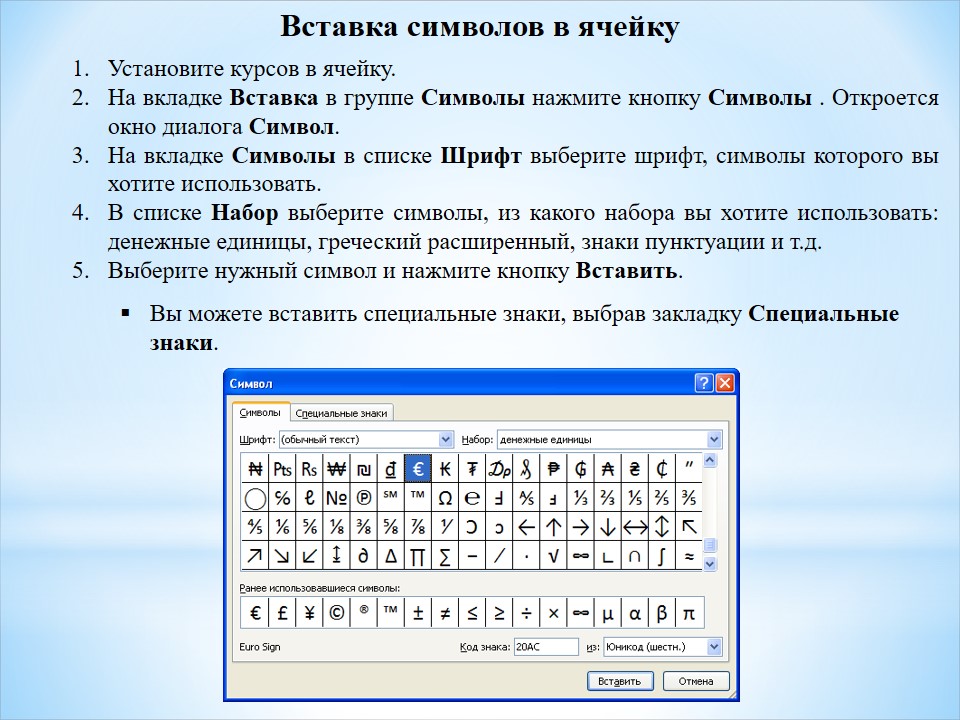 Вставка символов в ячейку
1. Установите курсов в ячейку.
2. На вкладке Вставка в группе Символы нажмите кнопку Символы . Откроется
окно диалога Символ.
3. На вкладке Символы в списке Шрифт выберите шрифт, символы которого вы
хотите использовать.
4. В списке Набор выберите символы, из какого набора вы хотите использовать:
денежные единицы, греческий расширенный, знаки пунктуации и т.д.
5. Выберите нужный символ и нажмите кнопку Вставить.
▪ Вы можете вставить специальные знаки, выбрав закладку Специальные
знаки.
Символ
Символы Специальные знаки
Шрифт: (обычный текст) Набор: денежные единицы
₦ ₧ ₨ ₩ ₪ ₫ € ₭ ₮ ₯ ₰ ₱ ₲ ₳ ₴ ₵ ″
◯ ℅ ℓ № ℗ ℠ ™ Ω ℮ Ⅎ ⅍ ⅎ ⅓ ⅔ ⅕ ⅖ ⅗
⅘ ⅙ ⅚ ⅛ ⅜ ⅝ ⅞ ⅟ Ↄ ↄ ← ↑ → ↓ ↔ ↕ ↖
↗ ↘ ↙ ↨ ∂ ∆ ∏ ∑ − ∕ ∙ √ ∞ ∟ ∩ ∫ ≈
Ранее использовавшиеся символы:
€ £ ¥ © ® ™ ± ≠ ≤ ≥ ÷ × ∞ µ α β π
Euro Sign Код знака: 20AC из: Юникод (шестн.)
Вставить Отмена